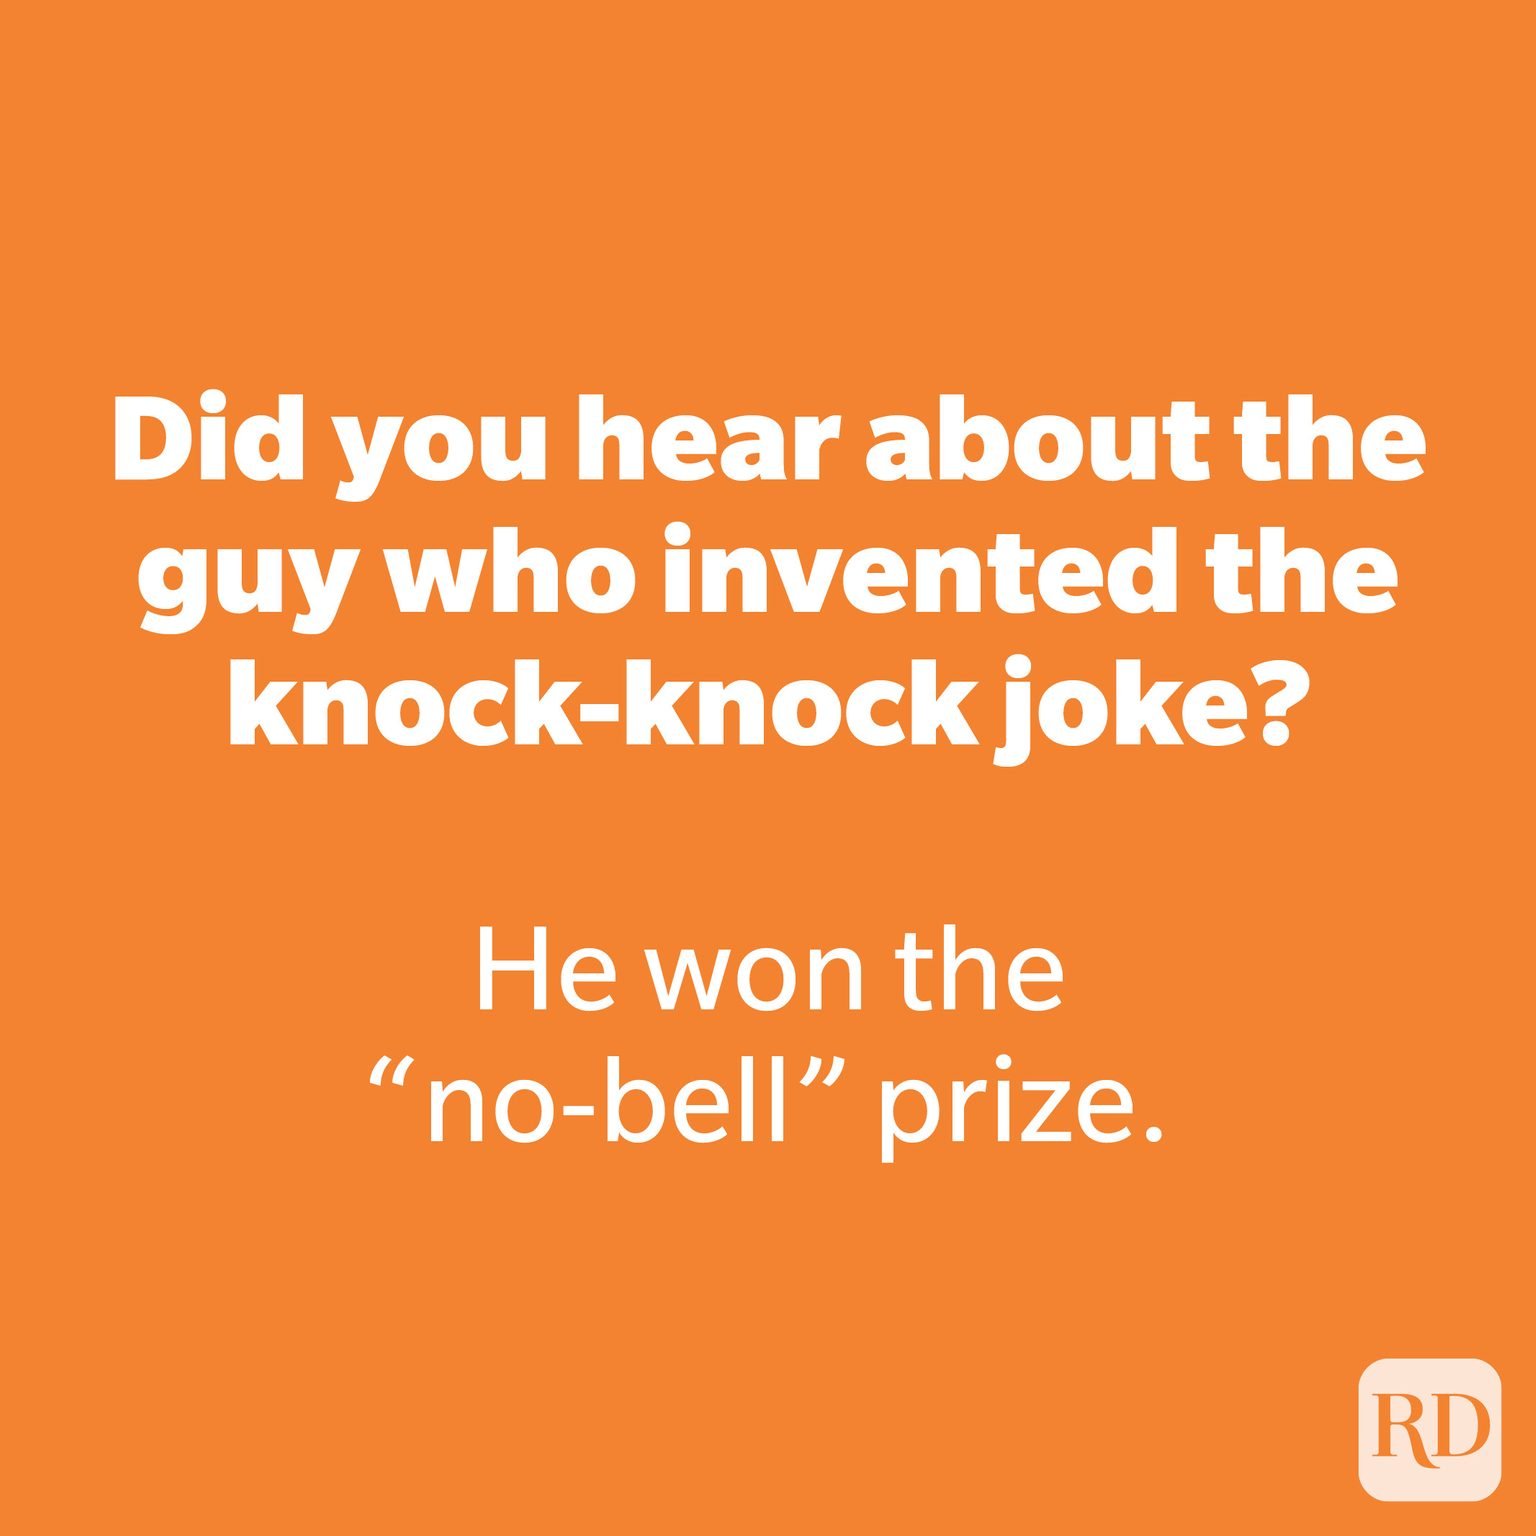 Did you hear about the
guy who invented the
knock-knock joke?
He won the
“no-bell” prize.
RD